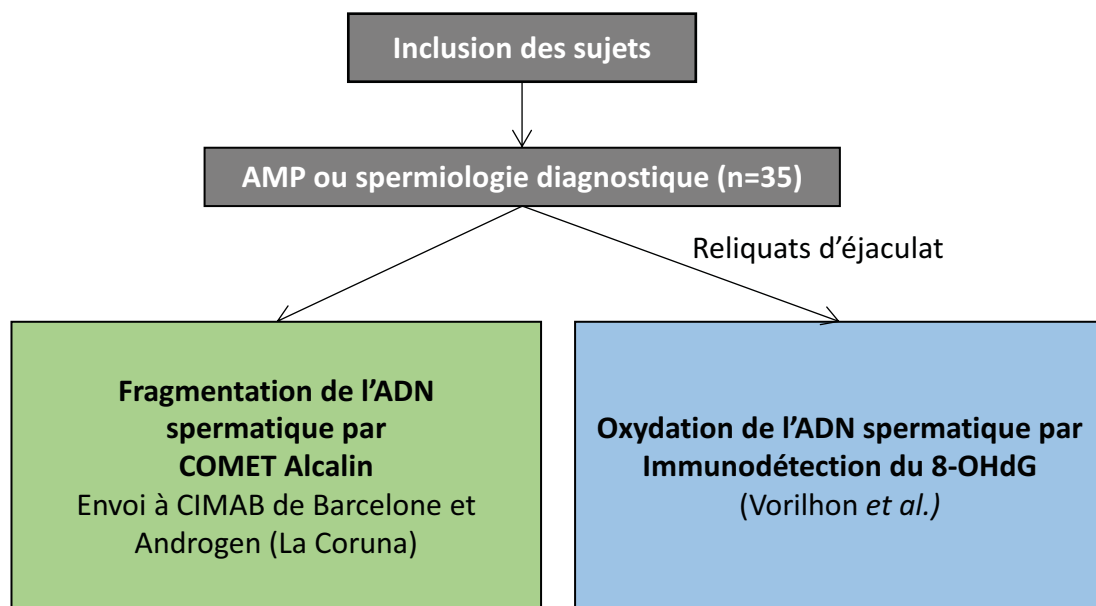 Inclusion des sujets
AMP ou spermiologie diagnostique (n=35)
Reliquats d'éjaculat
Fragmentation de l'ADN
spermatique par
COMET Alcalin
Envoi à CIMAB de Barcelone et
Androgen (La Coruna)
Oxydation de l'ADN spermatique par
Immunodétection du 8-OHdG
(Vorilhon et al.)